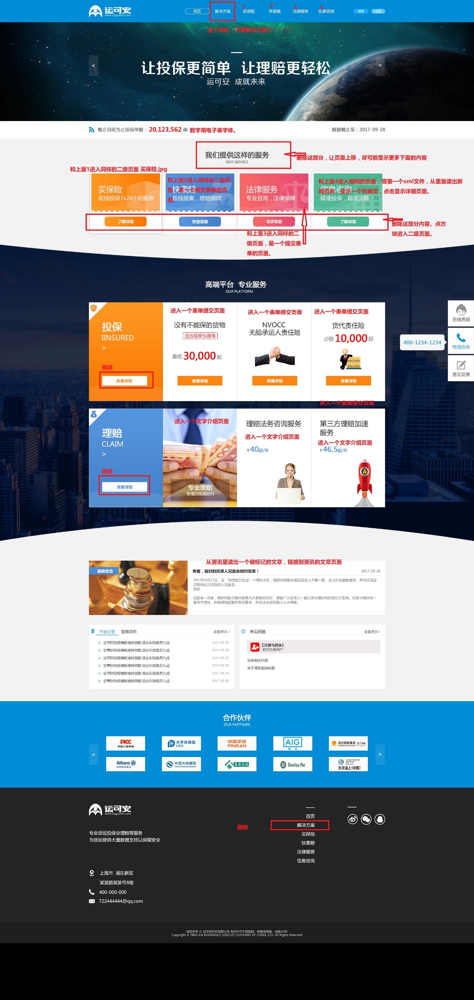 运可安
www.logsafer.com
首页
解决方案
1
买保险
2
快索赔
3
法律服务
4
信息咨询
登录
注册
这个项目，不要解决方案了！！！！
<
>
让投保更简单 让理赔更轻松
运可安 成就未来
截止目前为止投保单数： 20,123,562 单 数字用电子表字体。
数据截止至：2017-09-28
我们提供这样的服务
OUR SERVICE
删除这部分，让页面上移，尽可能显示更多下面的内容
和上面1进入同样的二级页面 买保险.jpg
买保险
在线投保7x24小时服务
了解详情
和上面2进入同样的二级页
面，是一个提交表单的页
面。
快索赔
在线报案，理赔跟踪
快速索赔
法律服务
专业咨询，法律保障
寻求帮助
和上面3进入同样的二
级页面，是一个提交表
单的页面。
和上面4进入相同的页面，需要一个xml文件，从里面读出新
闻咨询，显示一个列表页，点击显示详细页面。
信息咨询
精准投保，超准测算
了解详情
删除这部分内容。点方
块进入二级页面。
高端平台 专业服务
OUR PLATFORM
保
投保
IINSURED
>
删除
查看详情
进入一个表单提交页面
没有不能保的货物
适合精密仪器等
最低 30,000 起
查看详情
进入一个表单提交页面
NVOCC
无船承运人责任险
查看详情
进入一个表单提交页面
货代责任险
必赔 10,000 起
查看详情
在线客服
400-1234-1234
电话咨询
意见反馈
理赔
CLAIM
>
删除
查看详情
进入一个文字介绍页面
专业理赔
专属的理赔顾问
理赔法务咨询服务
进入一个文字介绍页面
¥ 40起/年
进入一个表单提交页面
第三方理赔加速
服务
进入一个文字介绍页面
¥ 46.5起/年
从资讯里读出一个做标记的文章，链接到资讯的文章页面
最新动态
快看，说好的投资人见面会如约而至！
2017-09-28
2017年9月27日，在“网贷暂行办法”一周年之际，抱财网高管与各位投资人齐聚一堂，在北京金融客咖啡，共同开启这
次期待已久的投资人见面会。
签到
见面会一开始，抱财网副总裁林凯就为大家致欢迎词，感谢广大投资人一直以来对抱财网的信任与支持。他表示抱财网一
直坚守底线，积极拥抱监管的各项要求，在合法合规的路上从未停歇。
平台公告
咨询动态
查看更多>
史带财险规模收缩转型路:退出车险裁员九成 2017-09-28
史带财险规模收缩转型路:退出车险裁员九成 2017-09-28
史带财险规模收缩转型路:退出车险裁员九成 2017-09-28
史带财险规模收缩转型路:退出车险裁员九成 2017-09-28
史带财险规模收缩转型路:退出车险裁员九成 2017-09-28
史带财险规模收缩转型路:退出车险裁员九成 2017-09-28
常见问题
查看更多>
【注册与登录】
如何注册用户
投保相关问题
关于理赔相关问题
合作伙伴
OUR PARTNERS
<
>
PICC
中国人保财险
太平洋保险
CPIC
中国平安
PING AN
AIG
美亚
阳光保险集团 财产保险
Sunshine Insurance Group
Allianz
安联保险集团
中国大地保险
China Continent Insurance
泰康在线
Swiss Re
TOKIO MARINE
NICHIDO
CHINA
东京海上(中国)
运可安
www.logsafer.com
专业货运投保业理赔等服务
为货运提供大量数据支持以保障安全
首页
删除
解决方案
买保险
快索赔
法律服务
信息咨询
上海市 浦东新区
某某路某某号8楼
400-000-000
722444444@qq.com
版权所有 © 运可安科技有限公司 未经许可不得复制、转载或摘编，违者必究!
Copyright © PING AN INSURANCE (GROUP) COMPANY OF CHINA ,LTD. All Rights Reserved